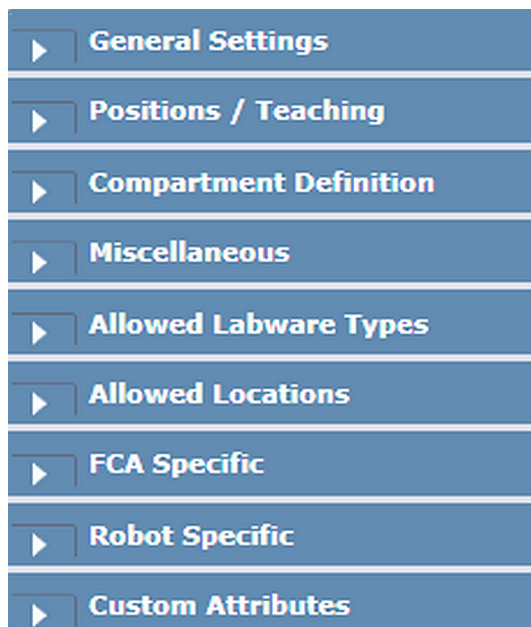 General Settings
Positions / Teaching
Compartment Definition
Miscellaneous
Allowed Labware Types
Allowed Locations
FCA Specific
Robot Specific
Custom Attributes